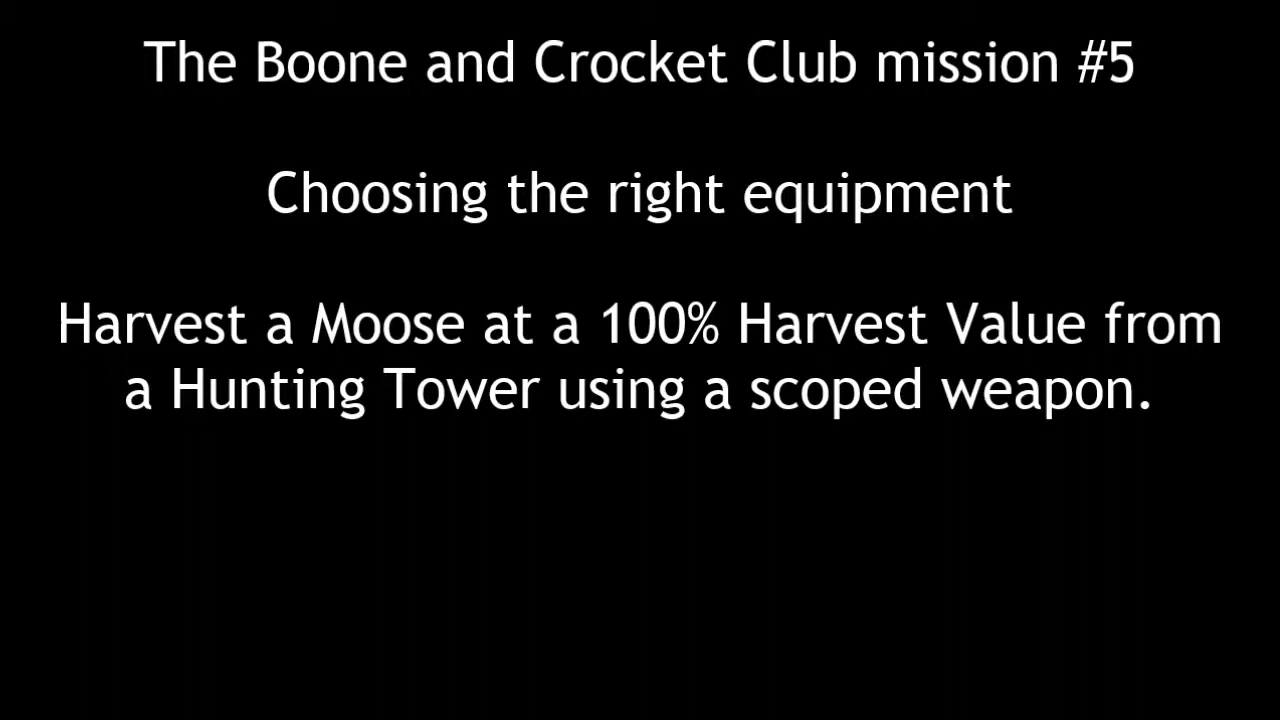 The Boone and Crocket Club mission #5
Choosing the right equipment
Harvest a Moose at a 100% Harvest Value from
a Hunting Tower using a scoped weapon.